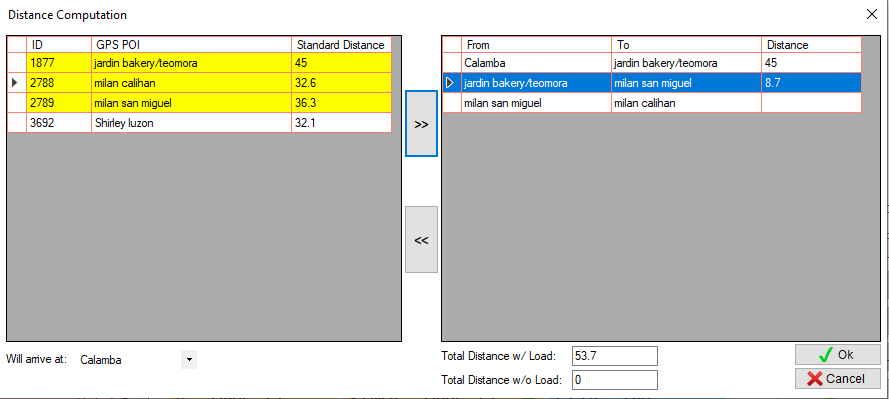 Distance Computation
ID GPS POI Standard Distance
1877 jardin bakery/teomora 45
2788 milan calihan 32.6
2789 milan san miguel 36.3
3692 Shirley luzon 32.1
>>
<<
From To Distance
Calamba jardin bakery/teomora 45
jardin bakery/teomora milan san miguel 8.7
milan san miguel milan calihan
Will arrive at: Calamba
Total Distance w/ Load: 53.7
Total Distance w/o Load: 0
Ok
Cancel